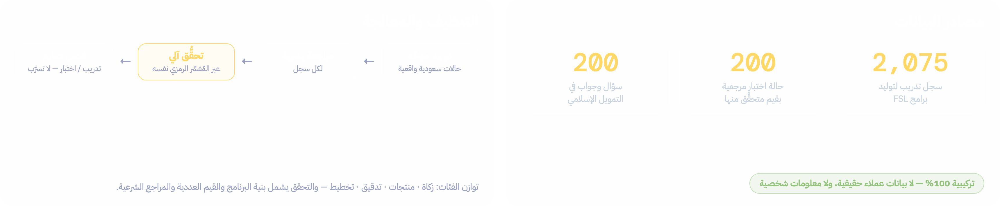 2,075
سجل تدريب لتوليد
برامج FSL
200
حالة اختبار مرجعية
بقيم متحقَّق منها
200
سؤال وجواب في
التمويل الإسلامي
تركيبية 100% — لا بيانات عملاء حقيقية، ولا معلومات شخصية
حالات سعودية واقعية
←
لكل سجل
←
تحقُّق آلي
عبر المُفسِّر الرمزي نفسه
←
تدريب / اختبار — لا تسرّب
توازن الفئات: زكاة · منتجات · تدقيق · تخطيط — والتحقق يشمل بنية البرنامج والقيم العددية والمراجع الشرعية.